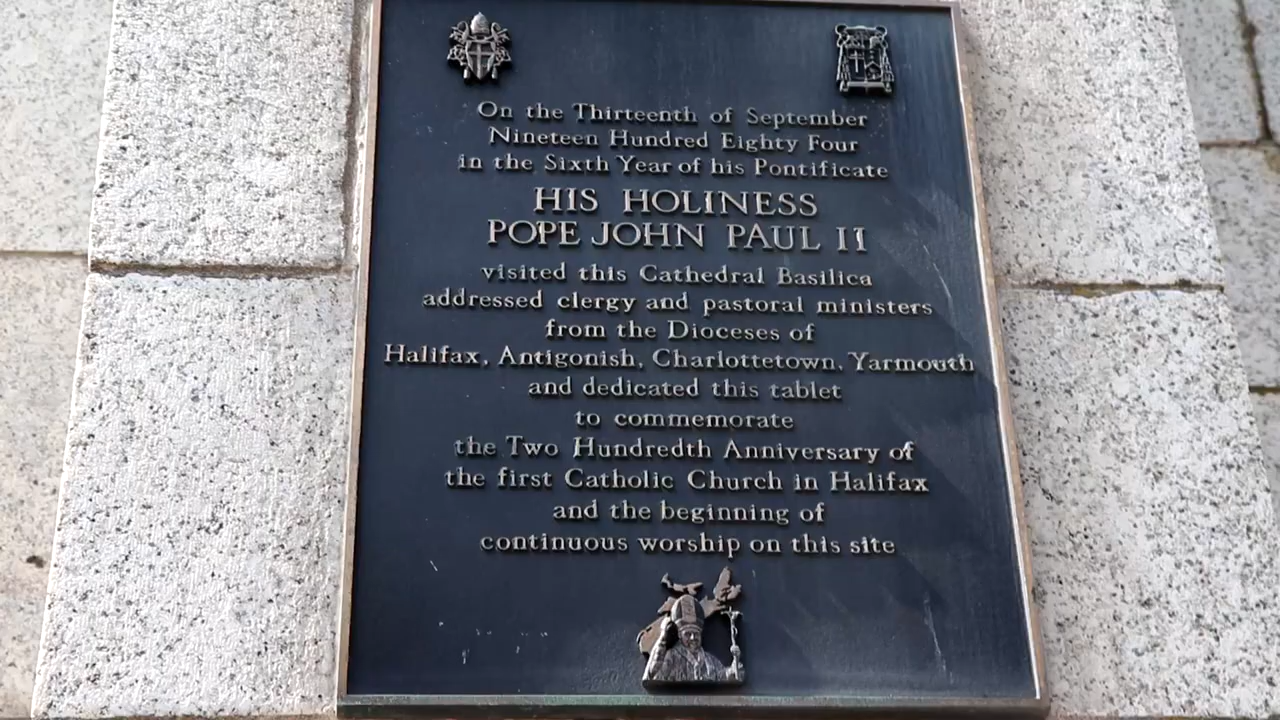 On the Thirteenth of September
Nineteen Hundred Eighty Four
in the Sixth Year of his Pontificate
HIS HOLINESS
POPE JOHN PAUL II
visited this Cathedral Basilica
addressed clergy and pastoral ministers
from the Dioceses of
Halifax, Antigonish, Charlottetown, Yarmouth
and dedicated this tablet
to commemorate
the Two Hundredth Anniversary of
the first Catholic Church in Halifax
and the beginning of
continuous worship on this site